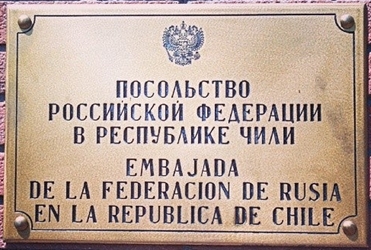 ПОСОЛЬСТВО
РОССИЙСКОЙ ФЕДЕРАЦИИ
В РЕСПУБЛИКЕ ЧИЛИ
EMBAJADA
DE LA FEDERACION DE RUSIA
EN LA REPUBLICA DE CHILE